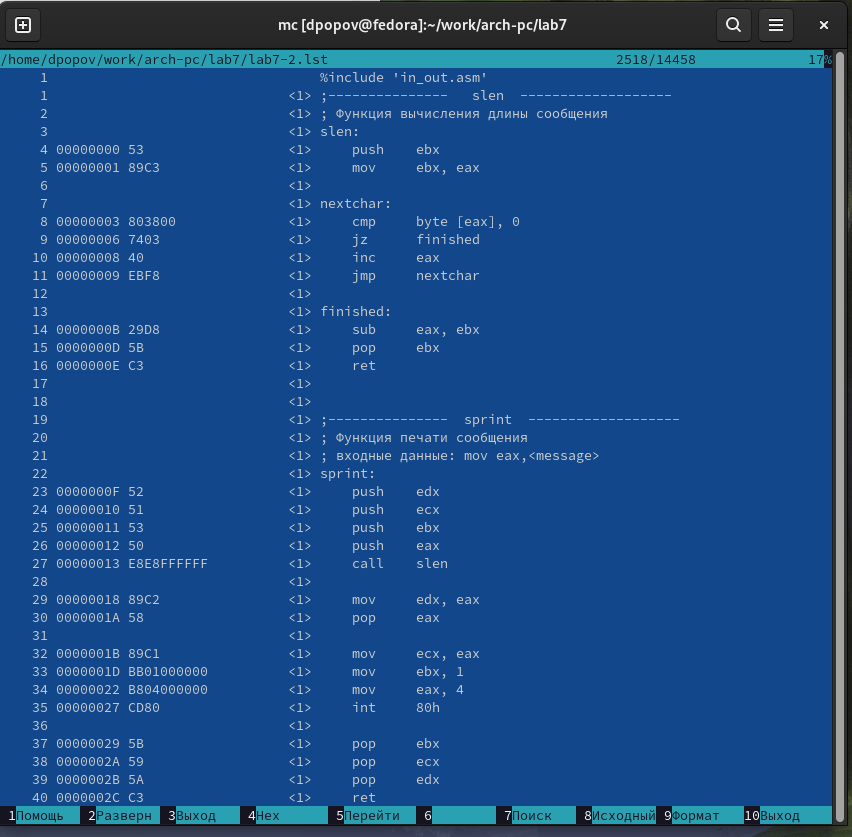 mc [dpopov@fedora]:~/work/arch-pc/lab7
/home/dpopov/work/arch-pc/lab7/lab7-2.lst 2518/14458 17%
1 %include 'in_out.asm'
1 <1> ;--------------- slen -------------------
2 <1> ; Функция вычисления длины сообщения
3 <1> slen:
4 00000000 53 <1> push ebx
5 00000001 89C3 <1> mov ebx, eax
6 <1>
7 <1> nextchar:
8 00000003 803800 <1> cmp byte [eax], 0
9 00000006 7403 <1> jz finished
10 00000008 40 <1> inc eax
11 00000009 EBF8 <1> jmp nextchar
12 <1>
13 <1> finished:
14 0000000B 29D8 <1> sub eax, ebx
15 0000000D 5B <1> pop ebx
16 0000000E C3 <1> ret
17 <1>
18 <1>
19 <1> ;--------------- sprint -------------------
20 <1> ; Функция печати сообщения
21 <1> ; входные данные: mov eax,<message>
22 <1> sprint:
23 0000000F 52 <1> push edx
24 00000010 51 <1> push ecx
25 00000011 53 <1> push ebx
26 00000012 50 <1> push eax
27 00000013 E8E8FFFFFF <1> call slen
28 <1>
29 00000018 89C2 <1> mov edx, eax
30 0000001A 58 <1> pop eax
31 <1>
32 0000001B 89C1 <1> mov ecx, eax
33 0000001D BB01000000 <1> mov ebx, 1
34 00000022 B804000000 <1> mov eax, 4
35 00000027 CD80 <1> int 80h
36 <1>
37 00000029 5B <1> pop ebx
38 0000002A 59 <1> pop ecx
39 0000002B 5A <1> pop edx
40 0000002C C3 <1> ret
1Помощь 2Разверн 3Выход 4Hex 5Перейти 6 7Поиск 8Исходный 9Формат 10Выход